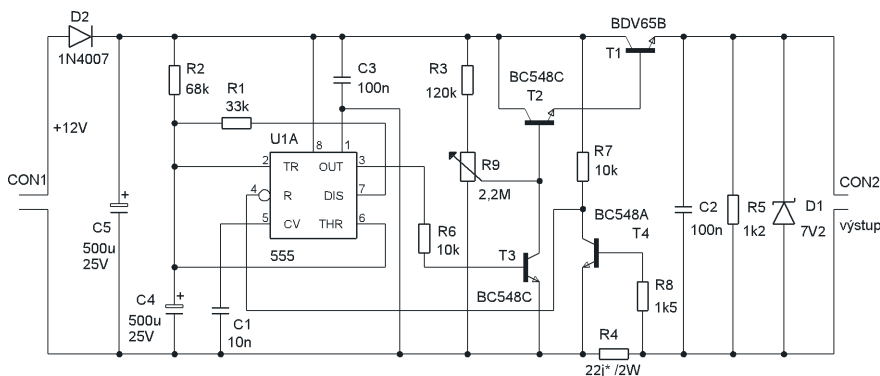 D2
1N4007
BDV65B
T1
R2
68k
R1
33k
C3
100n
R3
120k
BC548C
T2
+12V
U1A
8
1
2
TR
OUT
3
R9
2,2M
R7
10k
CON1
4
R
DIS
7
5
CV
THR
6
555
C5
500u
25V
+
R6
10k
T3
BC548C
BC548A
T4
C2
100n
R5
1k2
D1
7V2
CON2
výstup
C4
500u
25V
+
C1
10n
R8
1k5
R4
22j* /2W